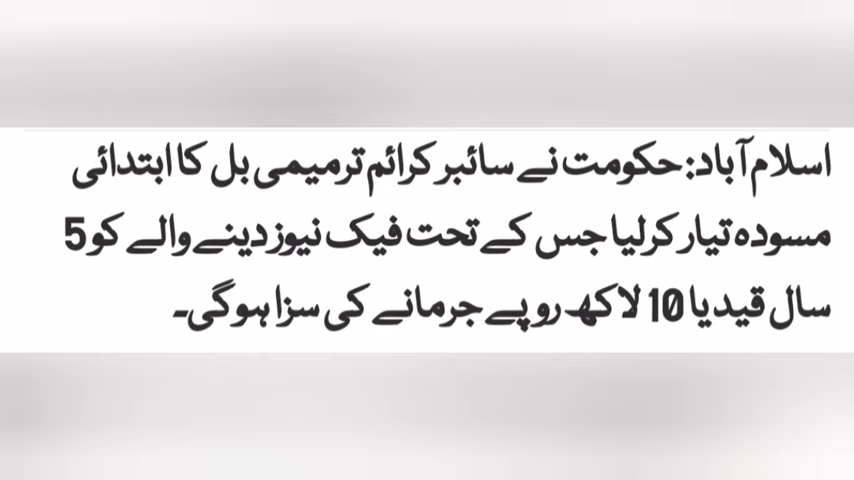 اسلام آباد: حکومت نے سائبر کرائم ترمیمی بل کا ابتدائی
مسودہ تیار کرلیا جس کے تحت فیک نیوز دینے والے کو 5
سال قید یا 10 لاکھ روپے جرمانے کی سزا ہوگی۔